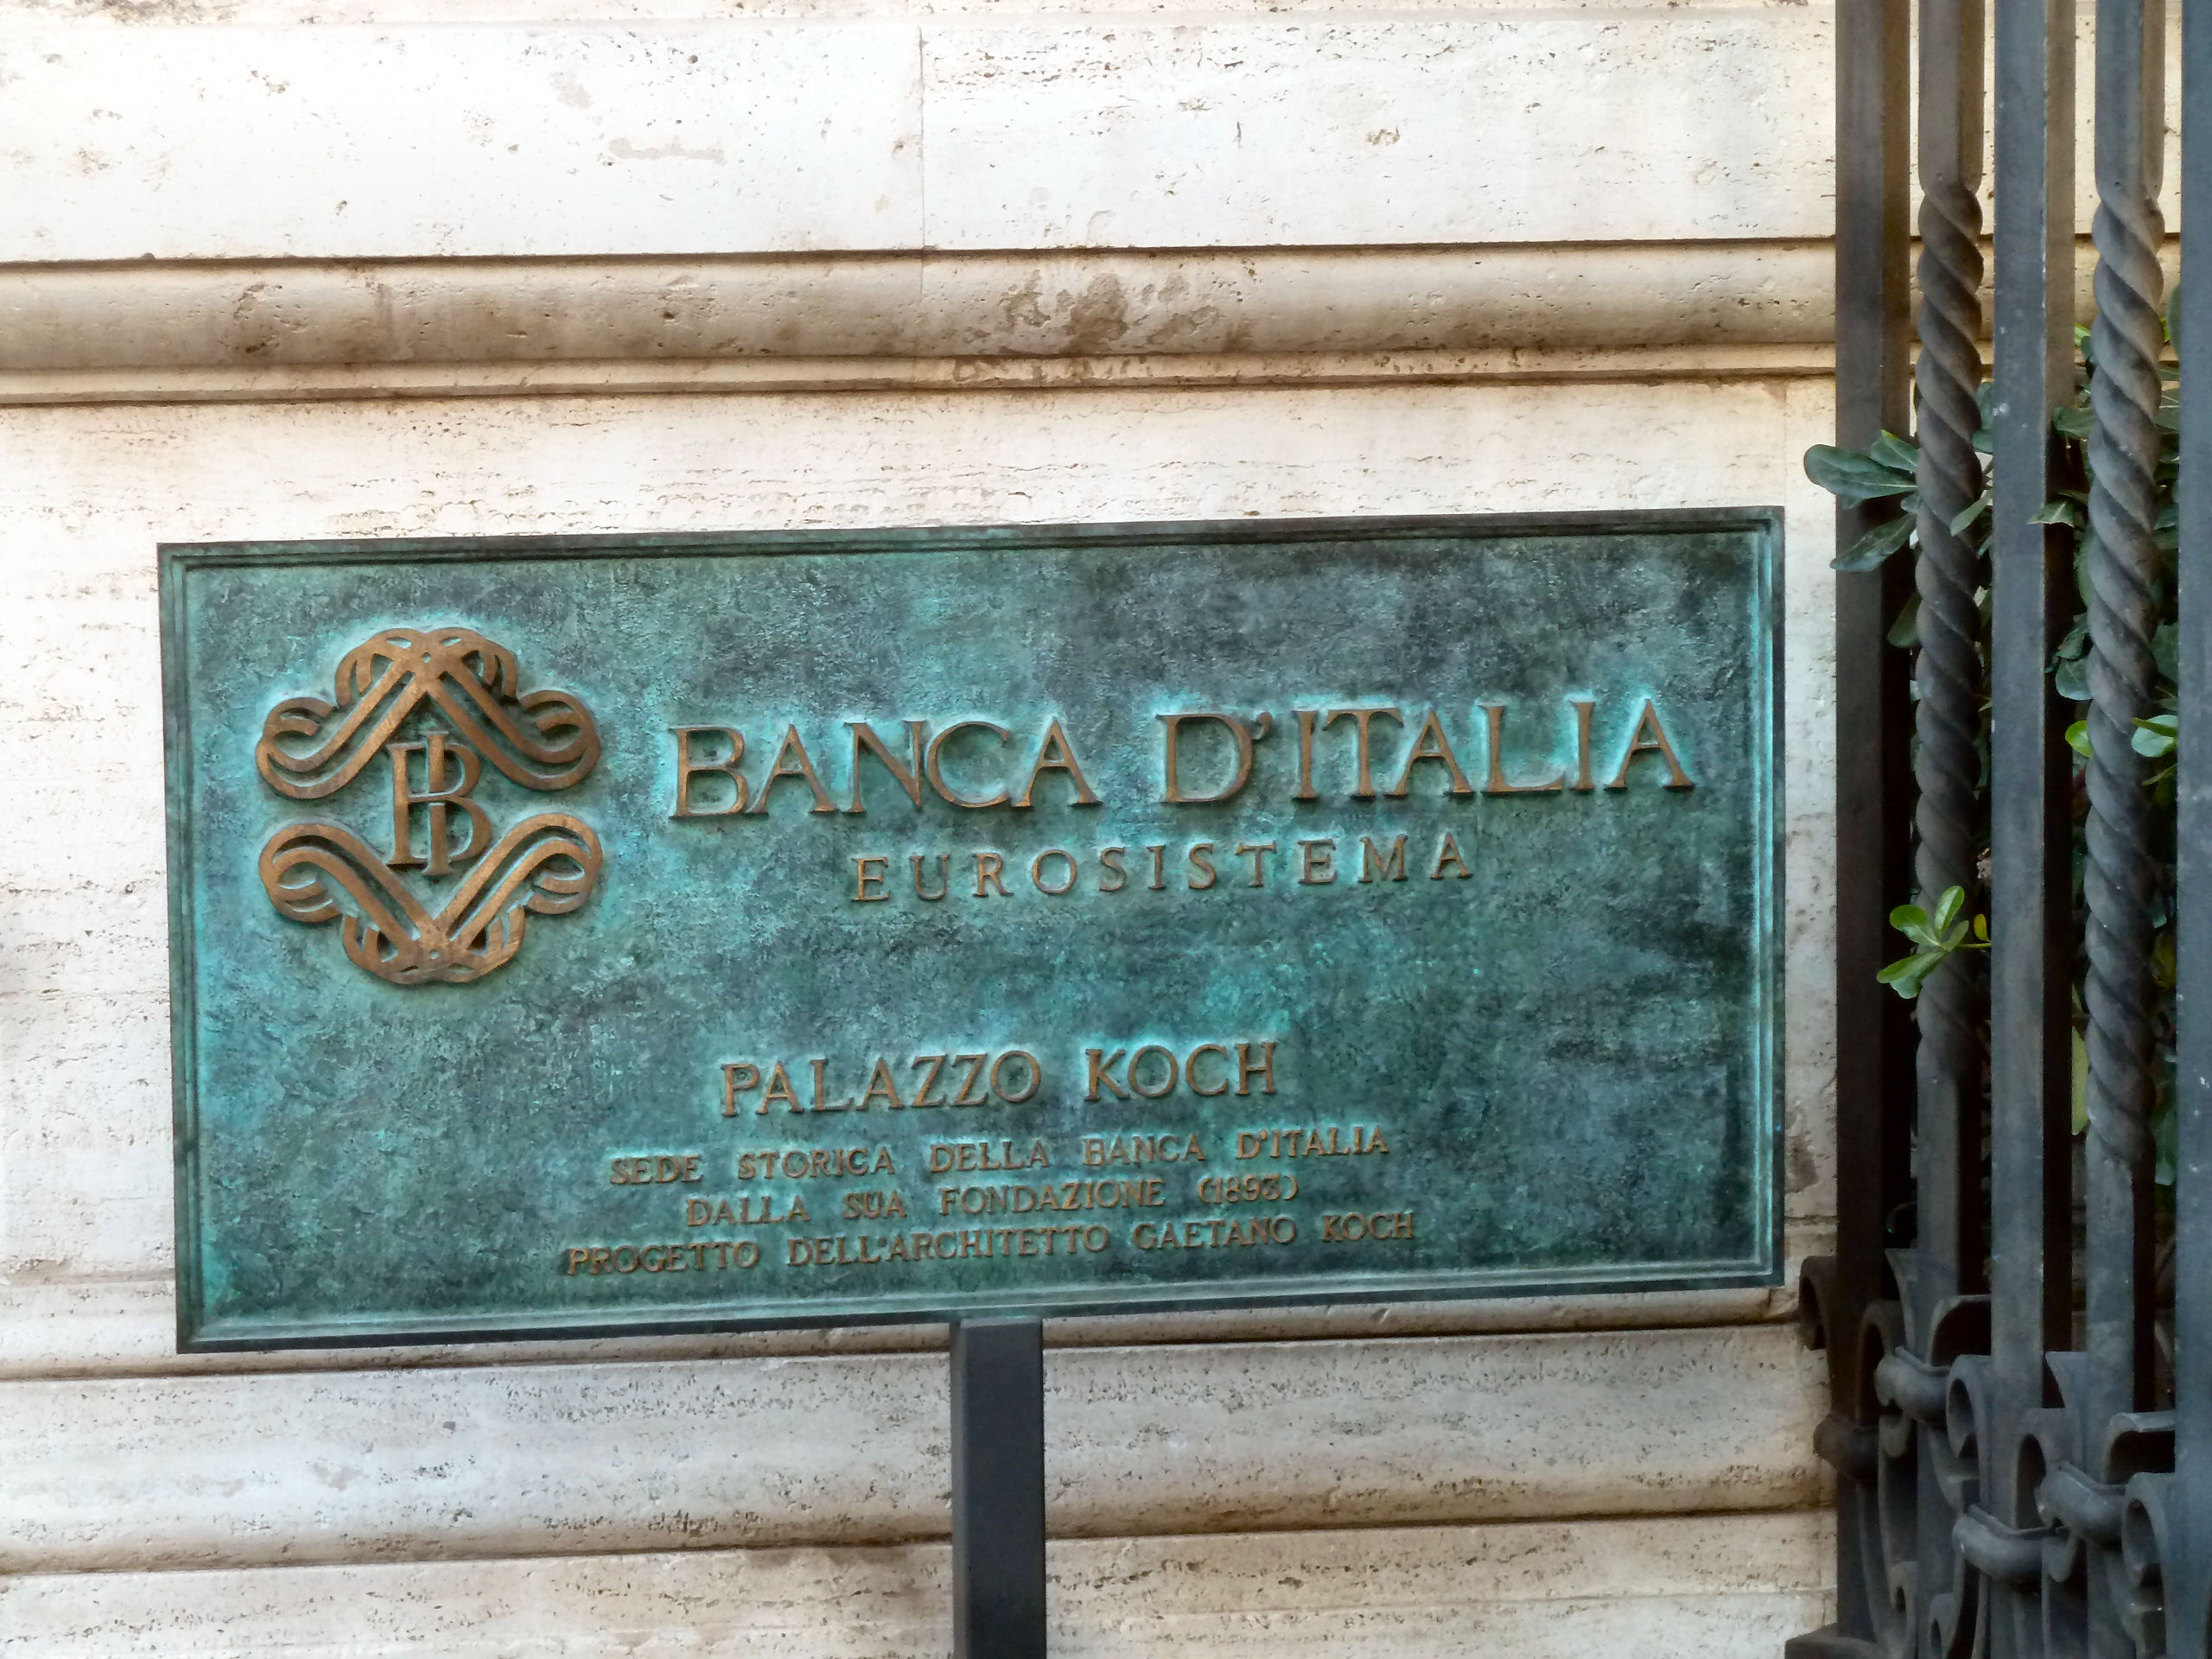 BI
BANCA D'ITALIA
EUROSISTEMA
PALAZZO KOCH
SEDE STORICA DELLA BANCA D'ITALIA
DALLA SUA FONDAZIONE (1893)
PROGETTO DELL'ARCHITETTO GAETANO KOCH